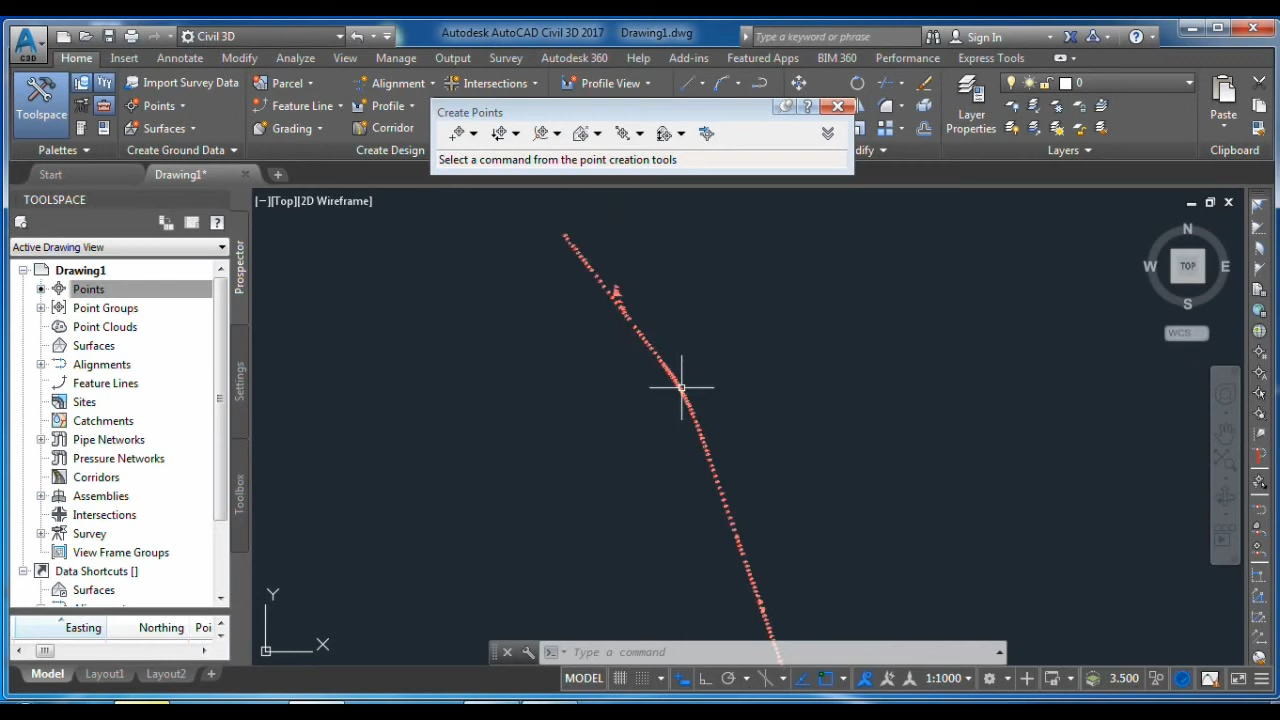 Civil 3D
Autodesk AutoCAD Civil 3D 2017 Drawing1.dwg
Type a keyword or phrase
Sign In
C3D
Home Insert Annotate Modify Analyze View Manage Output Survey Autodesk 360 Help Add-ins Featured Apps BIM 360 Performance Express Tools
Toolspace
Import Survey Data
Points
Surfaces
Parcel
Feature Line
Grading
Alignment
Profile
Corridor
Intersections
Profile View
Layer
Properties
0
Paste
Palettes
Create Ground Data
Create Design
Layers
Clipboard
Create Points
Select a command from the point creation tools
Start
Drawing1*
TOOLSPACE
Active Drawing View
Drawing1
Points
Point Groups
Point Clouds
Surfaces
Alignments
Feature Lines
Sites
Catchments
Pipe Networks
Pressure Networks
Corridors
Assemblies
Intersections
Survey
View Frame Groups
Data Shortcuts []
Surfaces
Easting Northing Poi
Prospector
Settings
Toolbox
[−][Top][2D Wireframe]
N
W TOP E
S
WCS
Y
X
Type a command
Model Layout1 Layout2
MODEL
1:1000
3.500